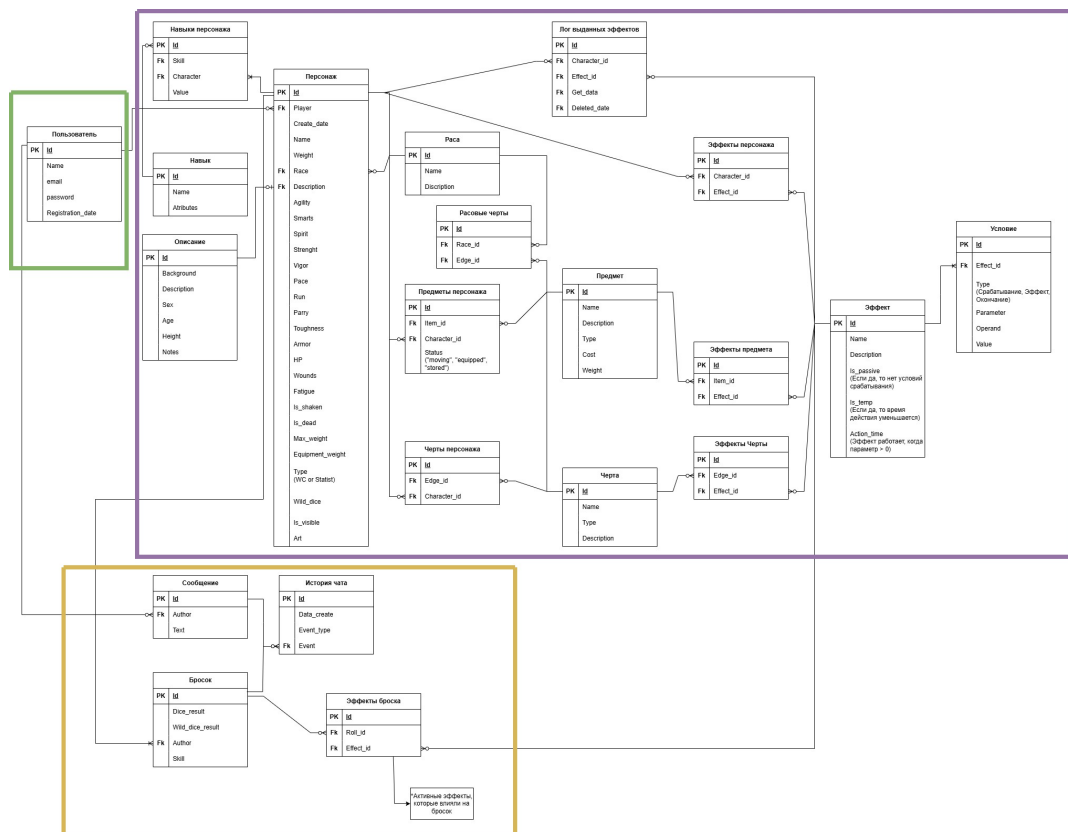 Навыки персонажа
PK Id
Fk Skill
Fk Character
Value
Лог выданных эффектов
PK Id
Fk Character_id
Fk Effect_id
Fk Get_data
Fk Deleted_date
Персонаж
PK Id
Fk Player
Create_date
Name
Weight
Fk Race
Fk Description
Agility
Smarts
Spirit
Strenght
Vigor
Pace
Run
Parry
Toughness
Armor
HP
Wounds
Fatigue
Is_shaken
Is_dead
Max_weight
Equipment_weight
Type
(WC or Statist)
Wild_dice
Is_visible
Art
Пользователь
PK Id
Name
email
password
Registration_date
Навык
PK Id
Name
Atributes
Описание
PK Id
Background
Description
Sex
Age
Height
Notes
Раса
PK Id
Name
Discription
Расовые черты
PK Id
Fk Race_id
Fk Edge_id
Предметы персонажа
PK Id
Fk Item_id
Fk Character_id
Status
("moving", "equipped",
"stored")
Черты персонажа
PK Id
Fk Edge_id
Fk Character_id
Предмет
PK Id
Name
Description
Type
Cost
Weight
Черта
PK Id
Name
Type
Description
Эффекты персонажа
PK Id
Fk Character_id
Fk Effect_id
Эффекты предмета
PK Id
Fk Item_id
Fk Effect_id
Эффекты Черты
PK Id
Fk Edge_id
Fk Effect_id
Эффект
PK Id
Name
Description
Is_passive
(Если да, то нет условий
срабатывания)
Is_temp
(Если да, то время
действия уменьшается)
Action_time
(Эффект работает, когда
параметр > 0)
Условие
PK Id
Fk Effect_id
Type
(Срабатывание, Эффект,
Окончание)
Parameter
Operand
Value
Сообщение
PK Id
Fk Author
Text
История чата
PK Id
Data_create
Event_type
Fk Event
Бросок
PK Id
Dice_result
Wild_dice_result
Fk Author
Skill
Эффекты броска
PK Id
Fk Roll_id
Fk Effect_id
*Активные эффекты,
которые влияли на
бросок